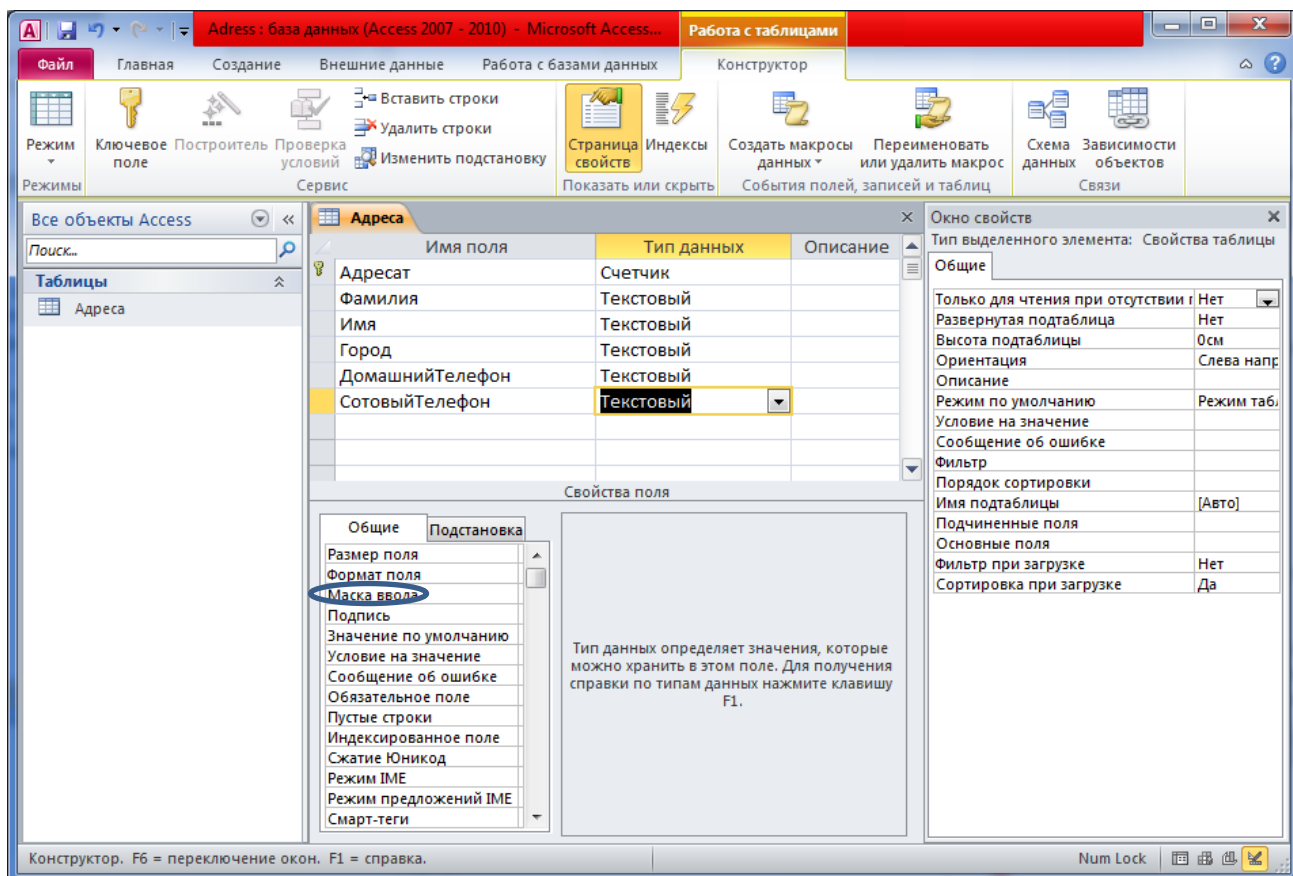 Adress : база данных (Access 2007 - 2010) - Microsoft Access...
Работа с таблицами
Файл
Главная
Создание
Внешние данные
Работа с базами данных
Конструктор
Режим
Ключевое поле
Построитель
Проверка условий
Вставить строки
Удалить строки
Изменить подстановку
Страница свойств
Индексы
Создать макросы данных
Переименовать или удалить макрос
Схема данных
Зависимости объектов
Режимы
Сервис
Показать или скрыть
События полей, записей и таблиц
Связи
Все объекты Access
Поиск...
Таблицы
Адреса
Адреса
Имя поля Тип данных Описание
Адресат Счетчик
Фамилия Текстовый
Имя Текстовый
Город Текстовый
ДомашнийТелефон Текстовый
СотовыйТелефон Текстовый
Свойства поля
Общие Подстановка
Размер поля
Формат поля
Маска ввода
Подпись
Значение по умолчанию
Условие на значение
Сообщение об ошибке
Обязательное поле
Пустые строки
Индексированное поле
Сжатие Юникод
Режим IME
Режим предложений IME
Смарт-теги
Тип данных определяет значения, которые
можно хранить в этом поле. Для получения
справки по типам данных нажмите клавишу
F1.
Окно свойств
Тип выделенного элемента: Свойства таблицы
Общие
Только для чтения при отсутствии г Нет
Развернутая подтаблица Нет
Высота подтаблицы 0см
Ориентация Слева напр
Описание
Режим по умолчанию Режим табл
Условие на значение
Сообщение об ошибке
Фильтр
Порядок сортировки
Имя подтаблицы [Авто]
Подчиненные поля
Основные поля
Фильтр при загрузке Нет
Сортировка при загрузке Да
Конструктор. F6 = переключение окон. F1 = справка.
Num Lock